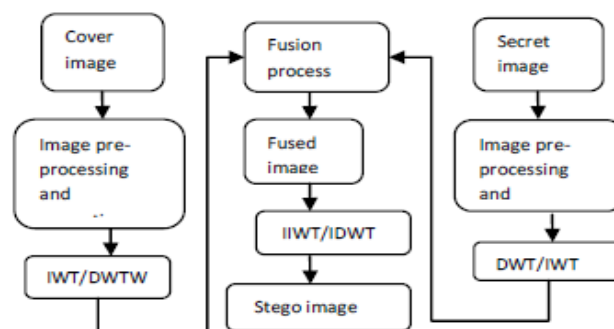 Cover
image
Image pre-
processing
and
IWT/DWTW
Fusion
process
Fused
image
IIWT/IDWT
Stego image
Secret
image
Image pre-
processing
and
DWT/IWT